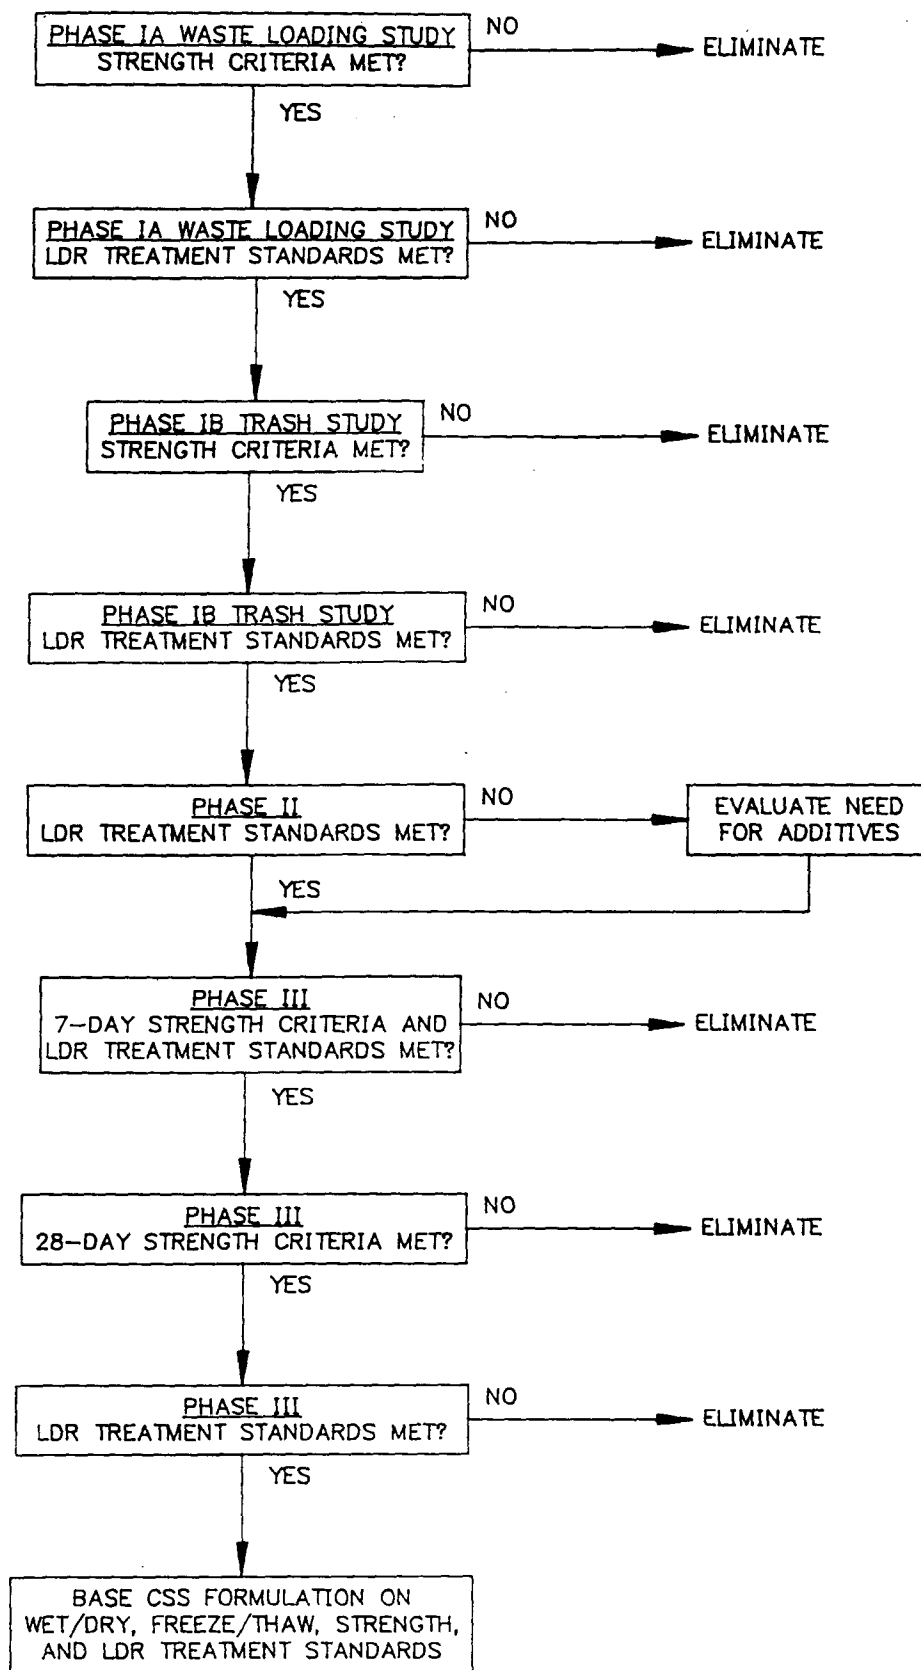 PHASE IA WASTE LOADING STUDY
STRENGTH CRITERIA MET?
NO
ELIMINATE
YES
PHASE IA WASTE LOADING STUDY
LDR TREATMENT STANDARDS MET?
NO
ELIMINATE
YES
PHASE IB TRASH STUDY
STRENGTH CRITERIA MET?
NO
ELIMINATE
YES
PHASE IB TRASH STUDY
LDR TREATMENT STANDARDS MET?
NO
ELIMINATE
YES
PHASE II
LDR TREATMENT STANDARDS MET?
NO
EVALUATE NEED
FOR ADDITIVES
YES
PHASE III
7-DAY STRENGTH CRITERIA AND
LDR TREATMENT STANDARDS MET?
NO
ELIMINATE
YES
PHASE III
28-DAY STRENGTH CRITERIA MET?
NO
ELIMINATE
YES
PHASE III
LDR TREATMENT STANDARDS MET?
NO
ELIMINATE
YES
BASE CSS FORMULATION ON
WET/DRY, FREEZE/THAW, STRENGTH,
AND LDR TREATMENT STANDARDS